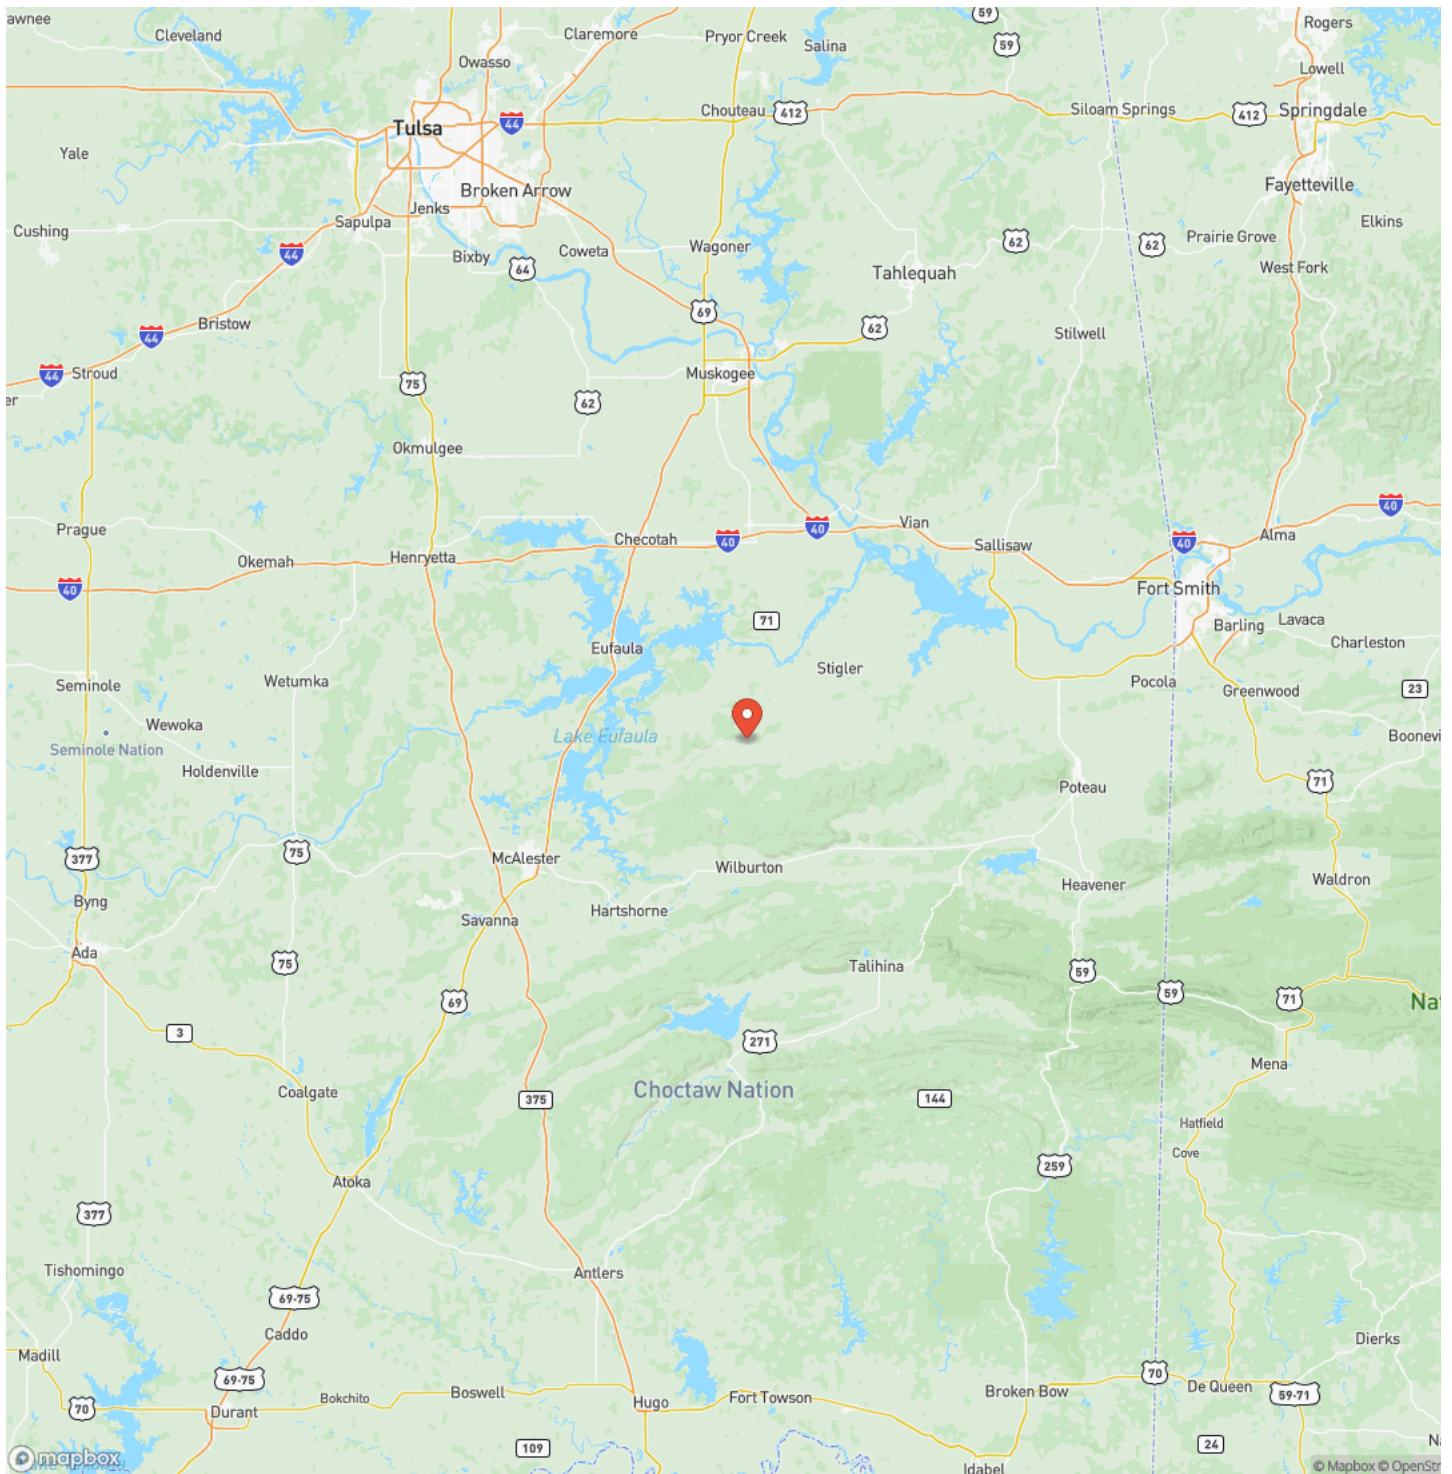 awnee
Cleveland
Claremore
Pryor Creek
Salina
59
59
Rogers
Owasso
Lowell
Tulsa
44
Chouteau
412
Siloam Springs
412
Springdale
Yale
Broken Arrow
Fayetteville
Jenks
Sapulpa
Cushing
Elkins
44
Bixby
64
Coweta
Wagoner
62
62
Prairie Grove
Tahlequah
West Fork
69
Bristow
44
62
Stilwell
44
Stroud
75
Muskogee
er
62
Okmulgee
Prague
Checotah
40
40
Vian
40
Alma
Okemah
Henryetta
Sallisaw
40
40
Fort Smith
71
Barling
Lavaca
Charleston
Eufaula
Stigler
Seminole
Wetumka
Pocola
Greenwood
23
Wewoka
Seminole Nation
Lake Eufaula
Boonevi
Holdenville
71
Poteau
377
75
McAlester
Wilburton
Heavener
Waldron
Byng
Hartshorne
Savanna
Ada
75
Talihina
59
59
71
Nat
69
3
271
Mena
Coalgate
375
Choctaw Nation
144
Hatfield
Cove
259
Atoka
377
Tishomingo
Antlers
69-75
Caddo
Dierks
Madill
69-75
70
Bokchito
Boswell
Hugo
Fort Towson
Broken Bow
70
De Queen
59-71
70
Durant
109
24
Na
mapbox
Idabel
© Mapbox © OpenStr